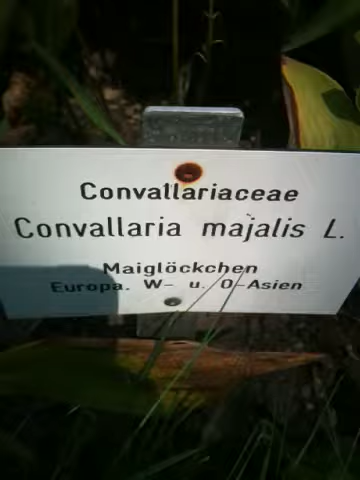 Convallariaceae
Convallaria majalis L.
Maiglöckchen
Europa. W- u. O-Asien